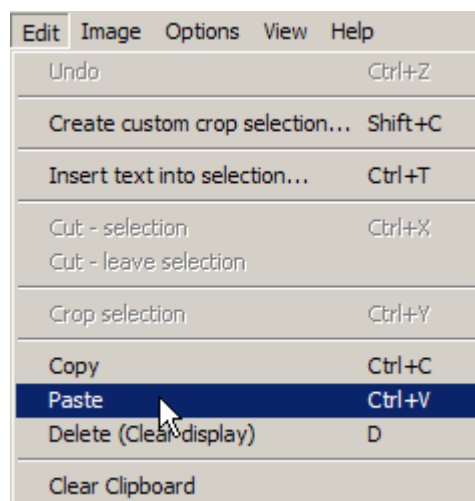 Edit Image Options View Help
Undo Ctrl+Z
Create custom crop selection... Shift+C
Insert text into selection... Ctrl+T
Cut - selection Ctrl+X
Cut - leave selection
Crop selection Ctrl+Y
Copy Ctrl+C
Paste Ctrl+V
Delete (Clear display) D
Clear Clipboard